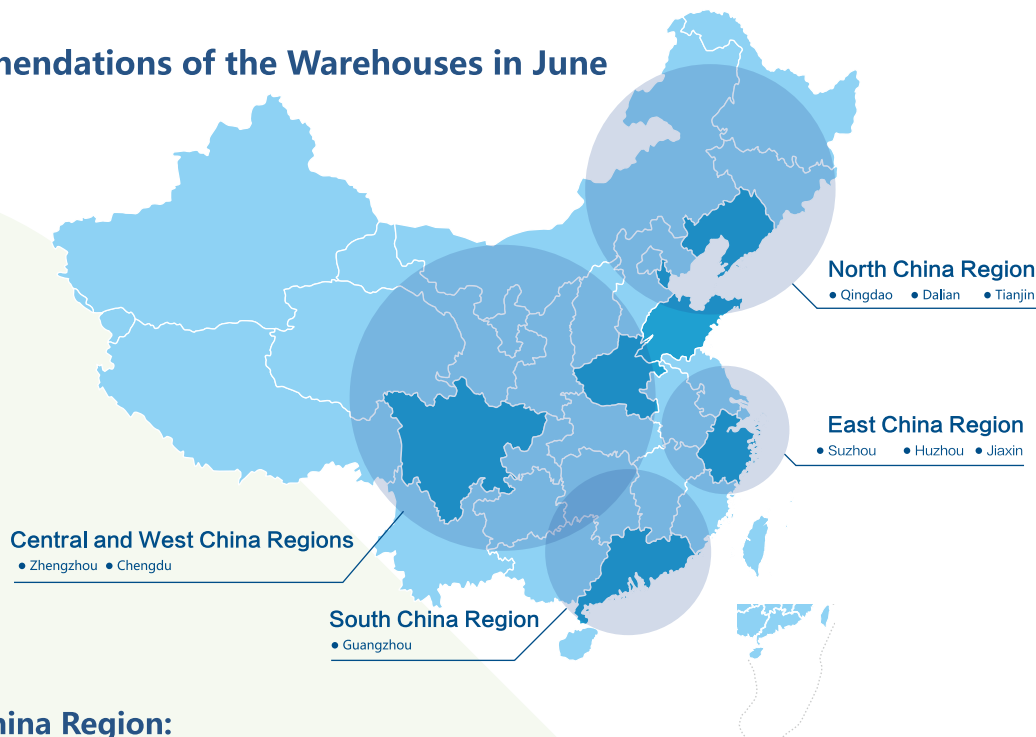 mendations of the Warehouses in June
North China Region
• Qingdao • Dalian • Tianjin
East China Region
• Suzhou • Huzhou • Jiaxin
Central and West China Regions
• Zhengzhou • Chengdu
South China Region
• Guangzhou
hina Region: